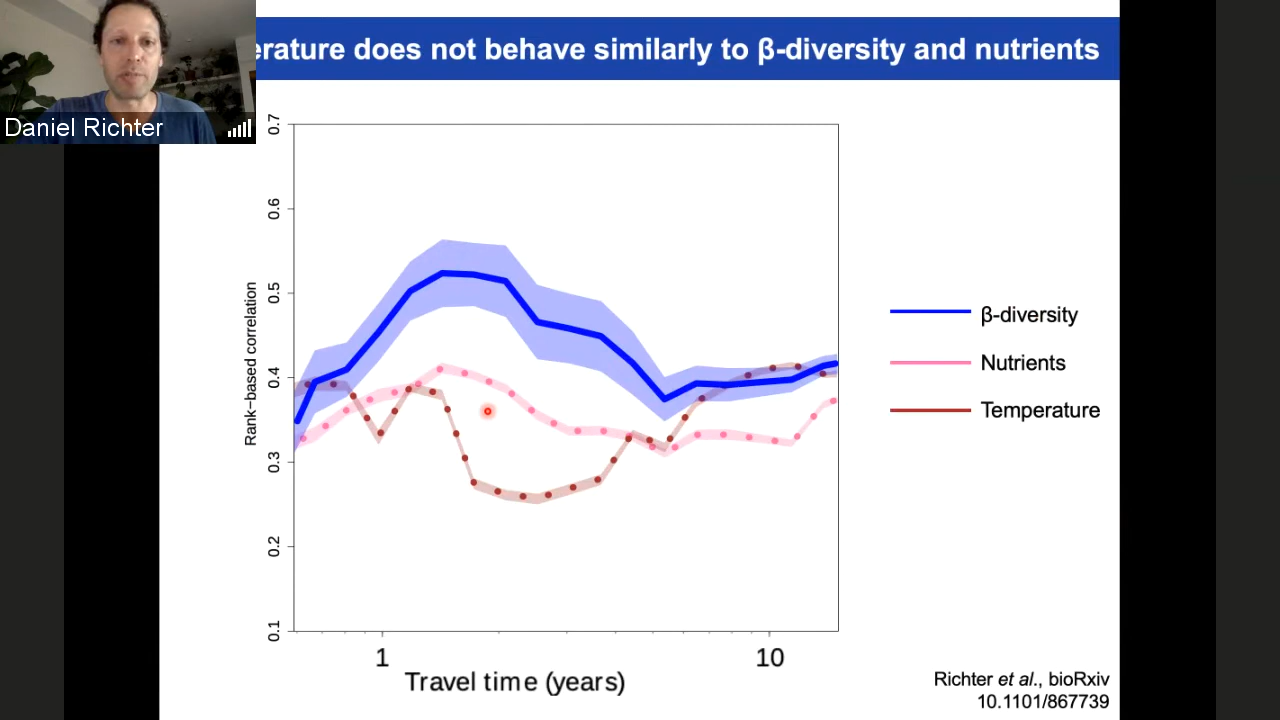 erature does not behave similarly to β-diversity and nutrients
Daniel Richter
0.7
0.6
0.5
0.4
0.3
0.2
0.1
Rank−based correlation
1
10
Travel time (years)
β-diversity
Nutrients
Temperature
Richter et al., bioRxiv
10.1101/867739